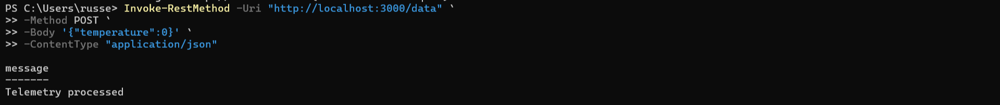 PS C:\Users\russe> Invoke-RestMethod -Uri "http://localhost:3000/data" `
>> -Method POST `
>> -Body '{"temperature":0}' `
>> -ContentType "application/json"

message
-------
Telemetry processed